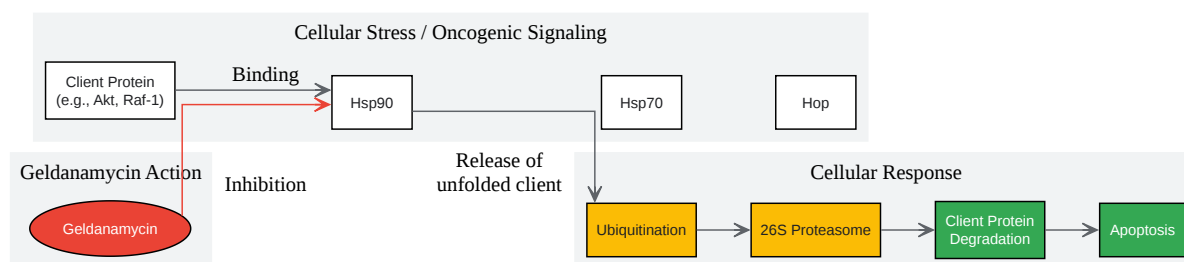 Cellular Stress / Oncogenic Signaling
Client Protein
(e.g., Akt, Raf-1)
Binding
Hsp90
Hsp70
Hop
Geldanamycin Action
Inhibition
Release of
unfolded client
Cellular Response
Geldanamycin
Ubiquitination
26S Proteasome
Client Protein
Degradation
Apoptosis